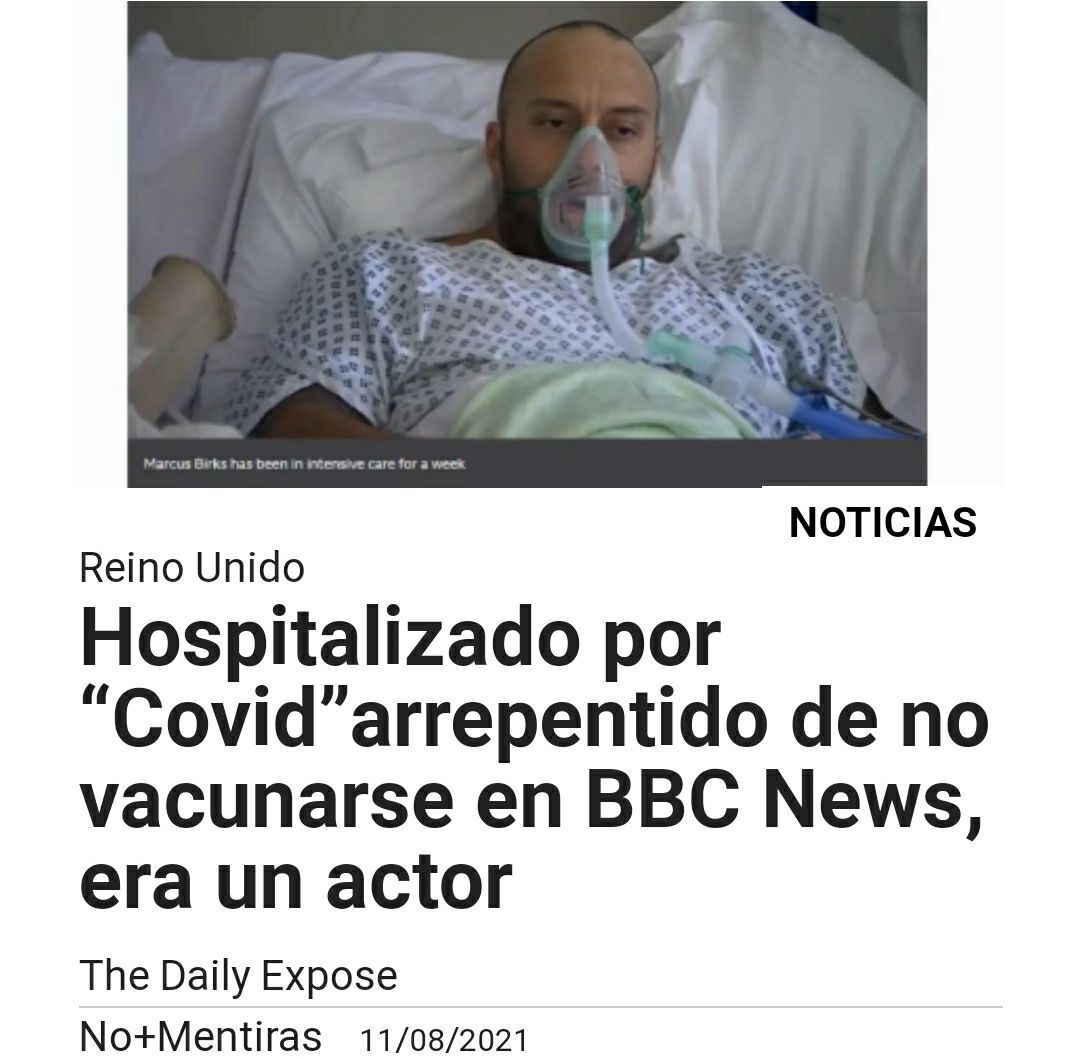 Marcus Birks has been in intensive care for a week
NOTICIAS
Reino Unido
Hospitalizado por
“Covid”arrepentido de no
vacunarse en BBC News,
era un actor
The Daily Expose
No+Mentiras 11/08/2021